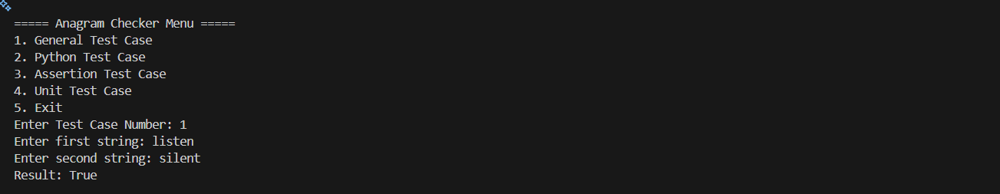 ===== Anagram Checker Menu =====
1. General Test Case
2. Python Test Case
3. Assertion Test Case
4. Unit Test Case
5. Exit
Enter Test Case Number: 1
Enter first string: listen
Enter second string: silent
Result: True